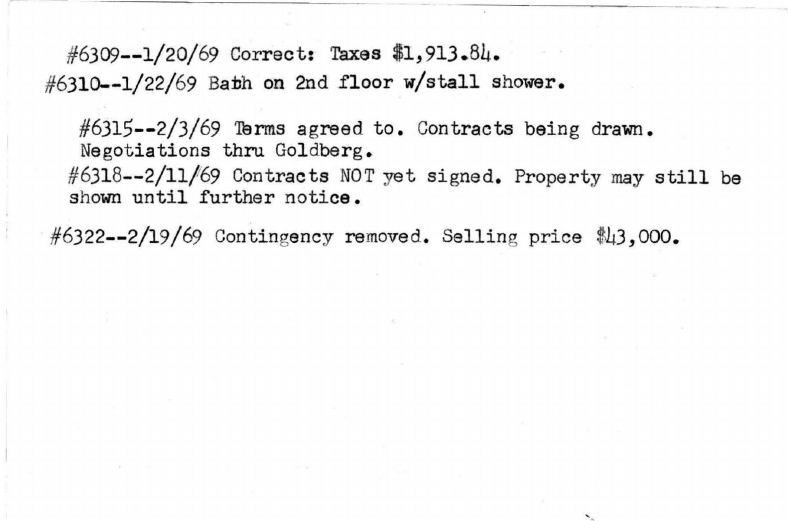 #6309--1/20/69 Correct: Taxes $1,913.84.
#6310--1/22/69 Bath on 2nd floor w/stall shower.
#6315--2/3/69 Terms agreed to. Contracts being drawn.
Negotiations thru Goldberg.
#6318--2/11/69 Contracts NOT yet signed. Property may still be
shown until further notice.
#6322--2/19/69 Contingency removed. Selling price $43,000.